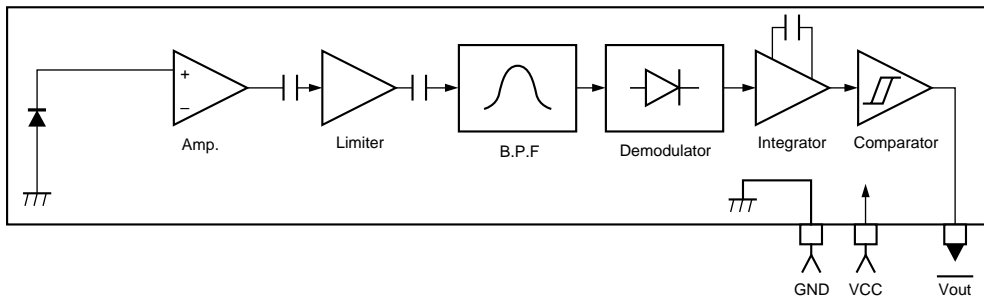 +
−
Amp.
Limiter
B.P.F
Demodulator
Integrator
Comparator
GND
VCC
Vout